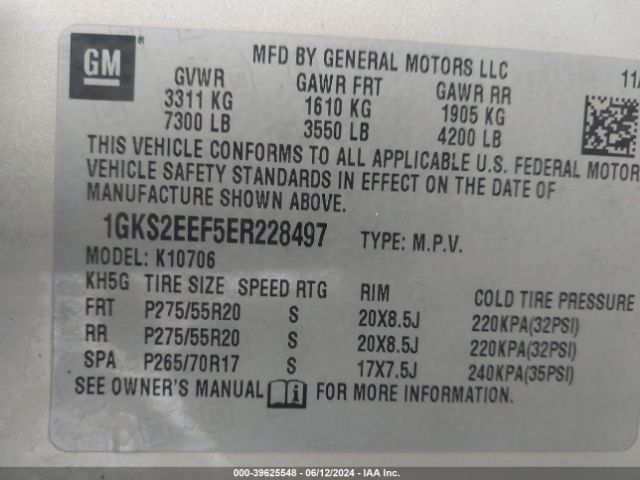 GM
®
MFD BY GENERAL MOTORS LLC
GVWR GAWR FRT GAWR RR
3311 KG 1610 KG 1905 KG
7300 LB 3550 LB 4200 LB
THIS VEHICLE CONFORMS TO ALL APPLICABLE U.S. FEDERAL MOTOR
VEHICLE SAFETY STANDARDS IN EFFECT ON THE DATE OF
MANUFACTURE SHOWN ABOVE.
1GKS2EEF5ER228497 TYPE: M.P.V.
MODEL: K10706
KH5G TIRE SIZE SPEED RTG RIM COLD TIRE PRESSURE
FRT P275/55R20 S 20X8.5J 220KPA(32PSI)
RR P275/55R20 S 20X8.5J 220KPA(32PSI)
SPA P265/70R17 S 17X7.5J 240KPA(35PSI)
SEE OWNER'S MANUAL i FOR MORE INFORMATION.
000-39625548 - 06/12/2024 - IAA Inc.